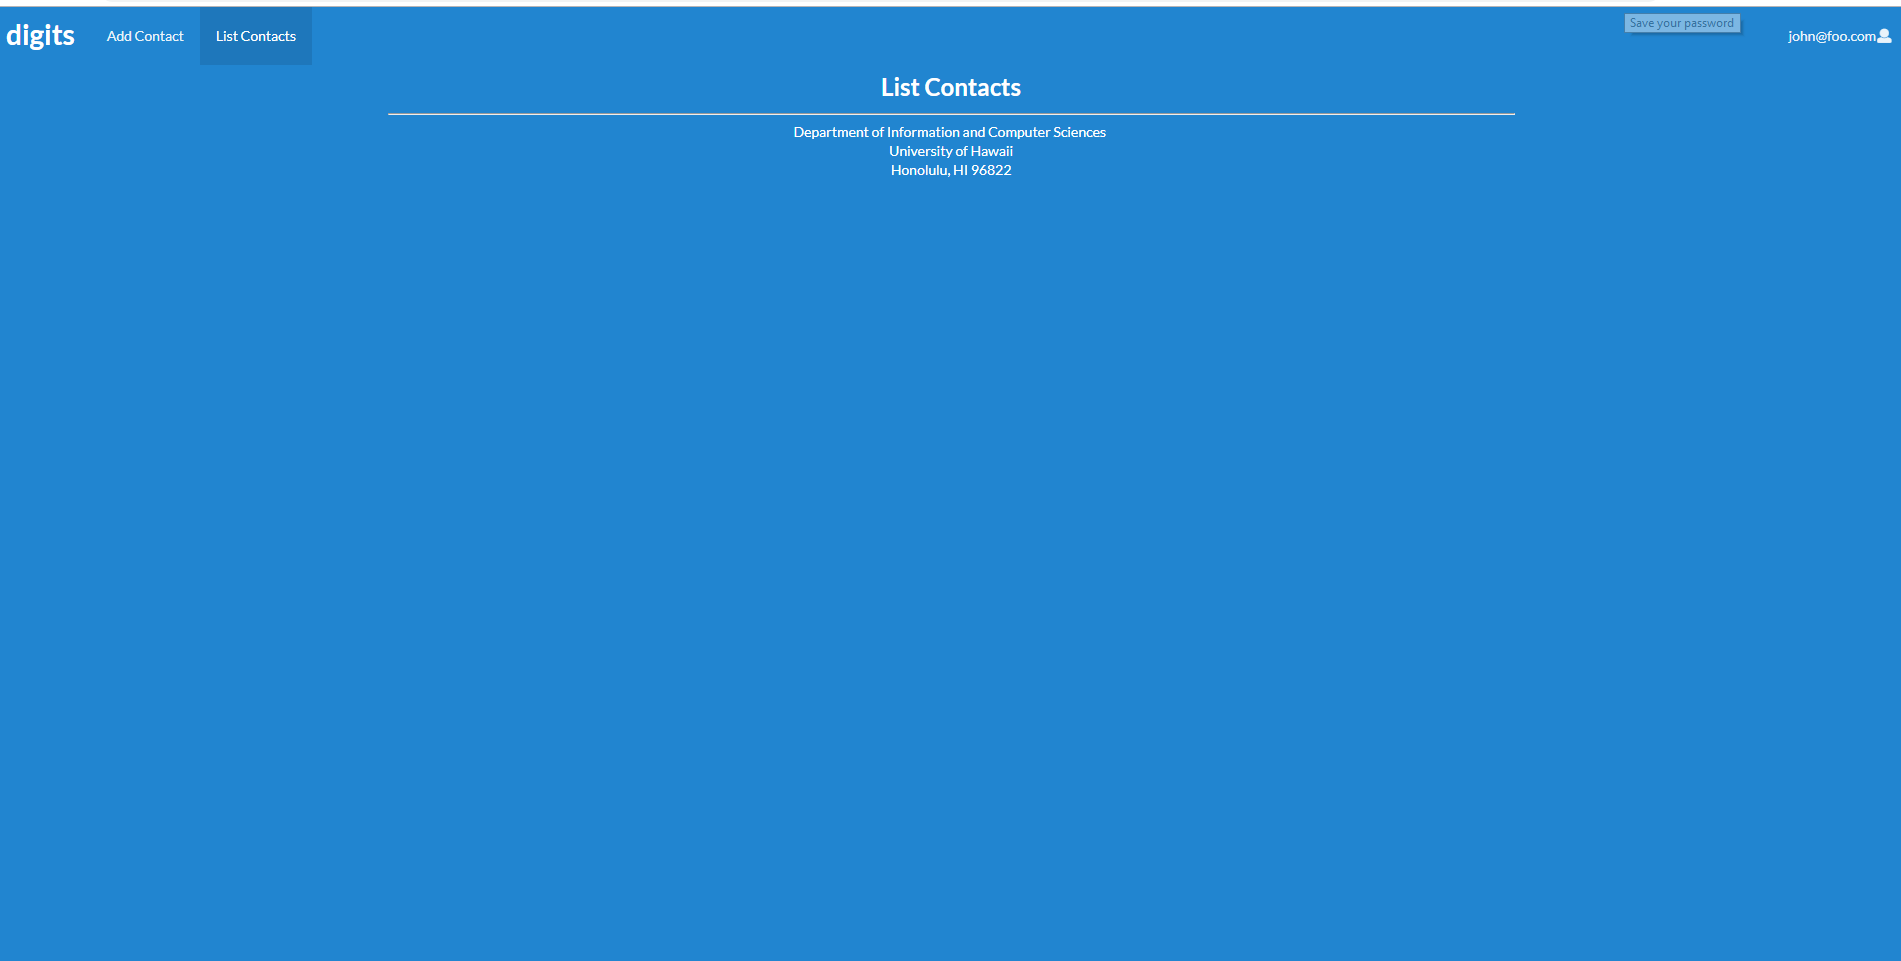 digits
Add Contact
List Contacts
Save your password
john@foo.com
List Contacts
Department of Information and Computer Sciences
University of Hawaii
Honolulu, HI 96822